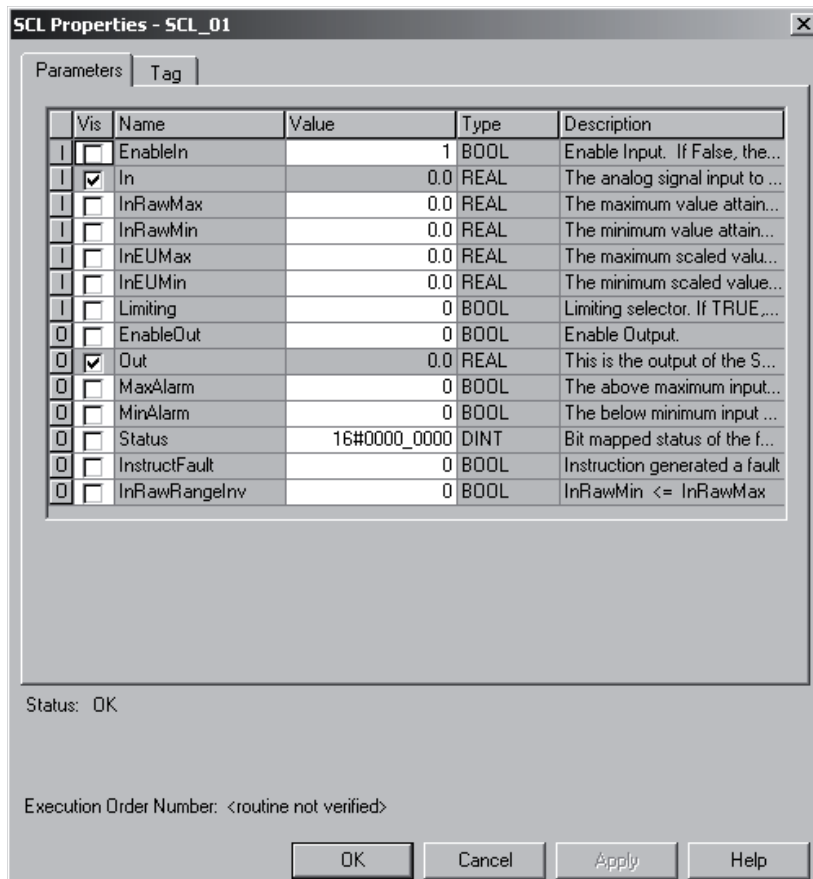 SCL Properties - SCL_01
Parameters Tag
Vis Name Value Type Description
I EnableIn 1 BOOL Enable Input. If False, the...
I In 0.0 REAL The analog signal input to ...
I InRawMax 0.0 REAL The maximum value attain...
I InRawMin 0.0 REAL The minimum value attain...
I InEUMax 0.0 REAL The maximum scaled valu...
I InEUMin 0.0 REAL The minimum scaled value...
I Limiting 0 BOOL Limiting selector. If TRUE,...
O EnableOut 0 BOOL Enable Output.
O Out 0.0 REAL This is the output of the S...
O MaxAlarm 0 BOOL The above maximum input...
O MinAlarm 0 BOOL The below minimum input ...
O Status 16#0000_0000 DINT Bit mapped status of the f...
O InstructFault 0 BOOL Instruction generated a fault
O InRawRangeInv 0 BOOL InRawMin <= InRawMax
Status: OK
Execution Order Number: <routine not verified>
OK Cancel Apply Help